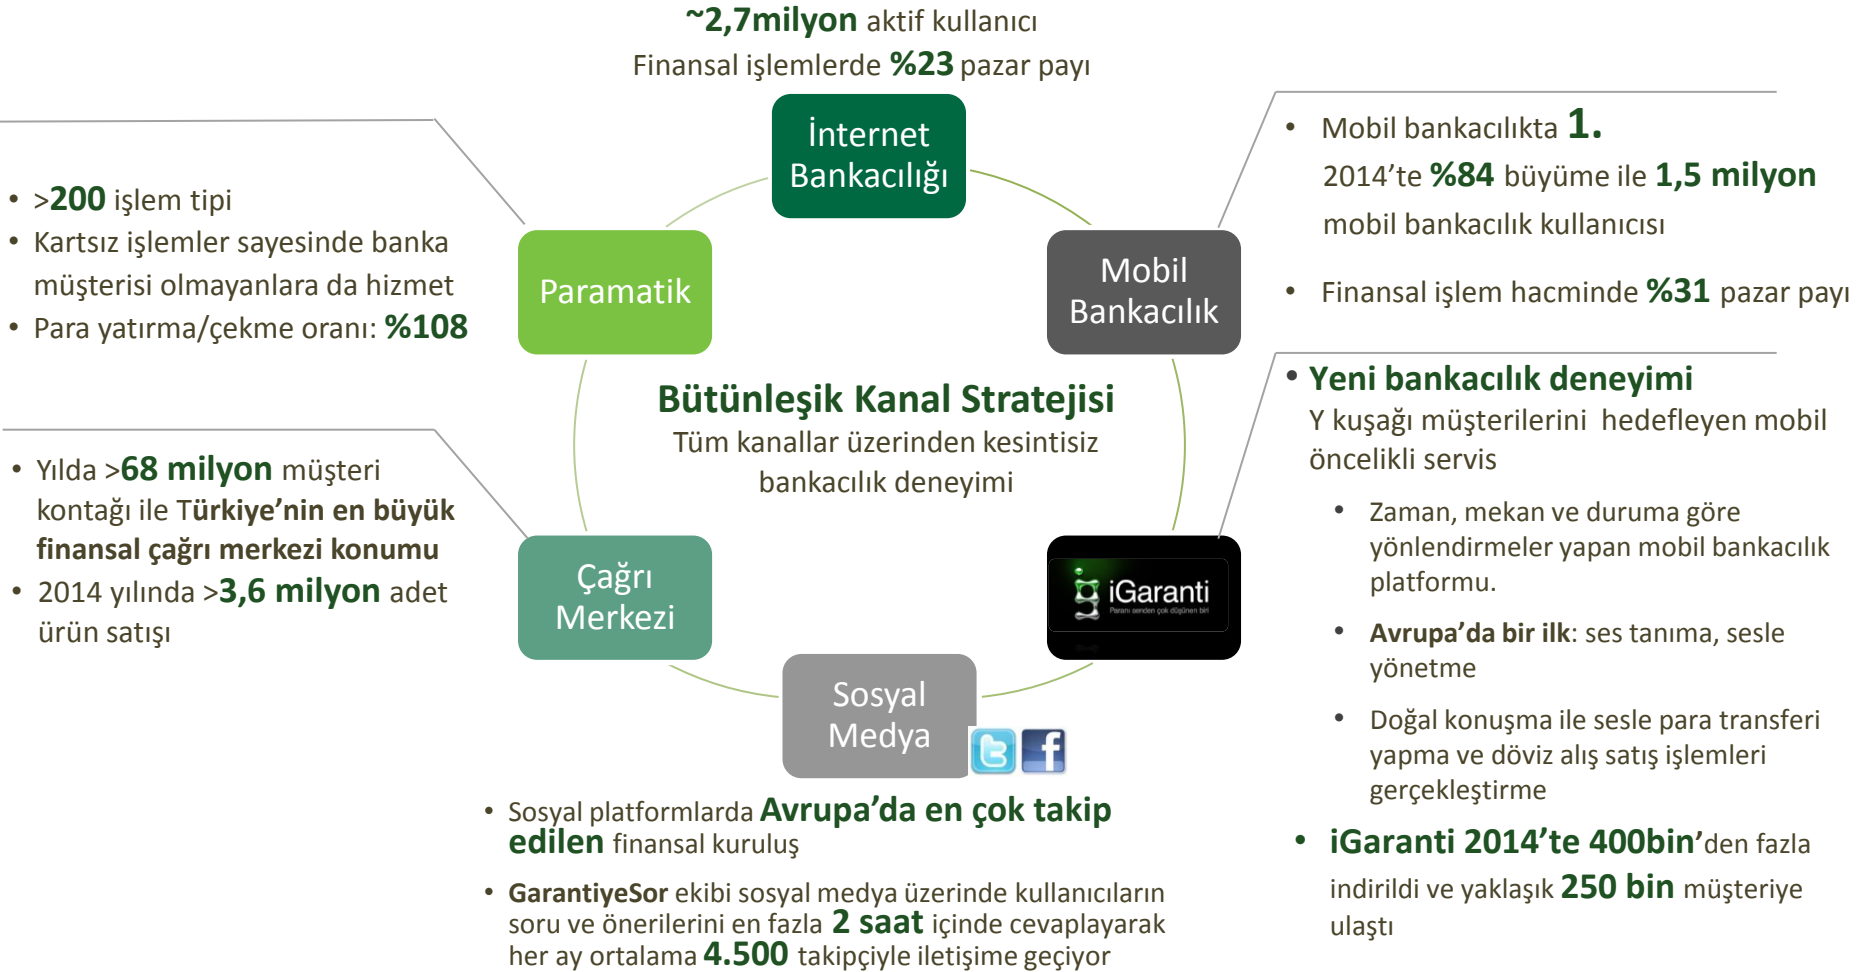 ~2,7milyon aktif kullanıcı
Finansal işlemlerde %23 pazar payı
İnternet
Bankacılığı
• >200 işlem tipi
• Kartsız işlemler sayesinde banka
müşterisi olmayanlara da hizmet
• Para yatırma/çekme oranı: %108
Paramatik
Mobil
Bankacılık
• Mobil bankacılıkta 1.
2014’te %84 büyüme ile 1,5 milyon
mobil bankacılık kullanıcısı
• Finansal işlem hacminde %31 pazar payı
Bütünleşik Kanal Stratejisi
Tüm kanallar üzerinden kesintisiz
bankacılık deneyimi
• Yılda >68 milyon müşteri
kontağı ile Türkiye’nin en büyük
finansal çağrı merkezi konumu
• 2014 yılında >3,6 milyon adet
ürün satışı
Çağrı
Merkezi
iGaranti
Paranı senden çok düşünen biri
• Yeni bankacılık deneyimi
Y kuşağı müşterilerini hedefleyen mobil
öncelikli servis
• Zaman, mekan ve duruma göre
yönlendirmeler yapan mobil bankacılık
platformu.
• Avrupa’da bir ilk: ses tanıma, sesle
yönetme
• Doğal konuşma ile sesle para transferi
yapma ve döviz alış satış işlemleri
gerçekleştirme
• iGaranti 2014’te 400bin’den fazla
indirildi ve yaklaşık 250 bin müşteriye
ulaştı
Sosyal
Medya
• Sosyal platformlarda Avrupa’da en çok takip
edilen finansal kuruluş
• GarantiyeSor ekibi sosyal medya üzerinde kullanıcıların
soru ve önerilerini en fazla 2 saat içinde cevaplayarak
her ay ortalama 4.500 takipçiyle iletişime geçiyor